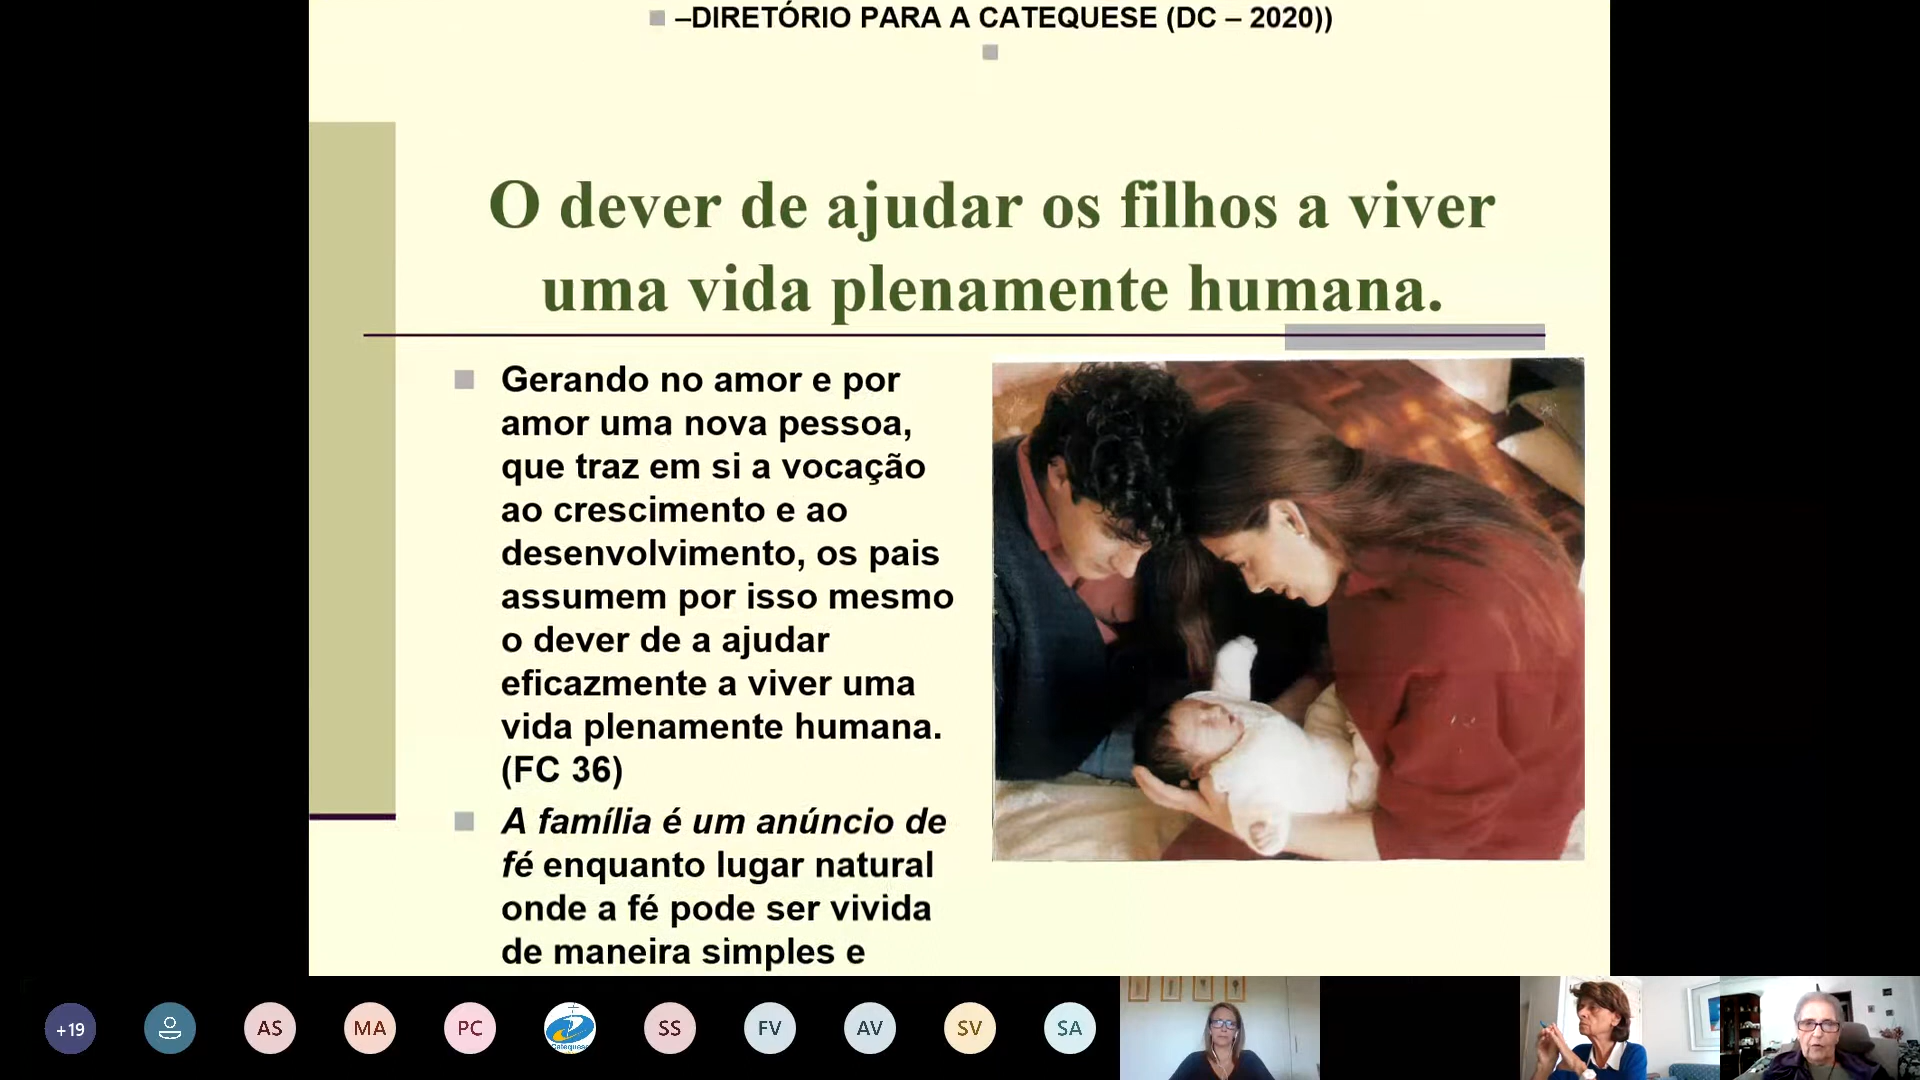 –DIRETÓRIO PARA A CATEQUESE (DC – 2020))
O dever de ajudar os filhos a viver
uma vida plenamente humana.
Gerando no amor e por
amor uma nova pessoa,
que traz em si a vocação
ao crescimento e ao
desenvolvimento, os pais
assumem por isso mesmo
o dever de a ajudar
eficazmente a viver uma
vida plenamente humana.
(FC 36)
A família é um anúncio de
fé enquanto lugar natural
onde a fé pode ser vivida
de maneira simples e
+19
AS
MA
PC
Catequese
SS
FV
AV
SV
SA